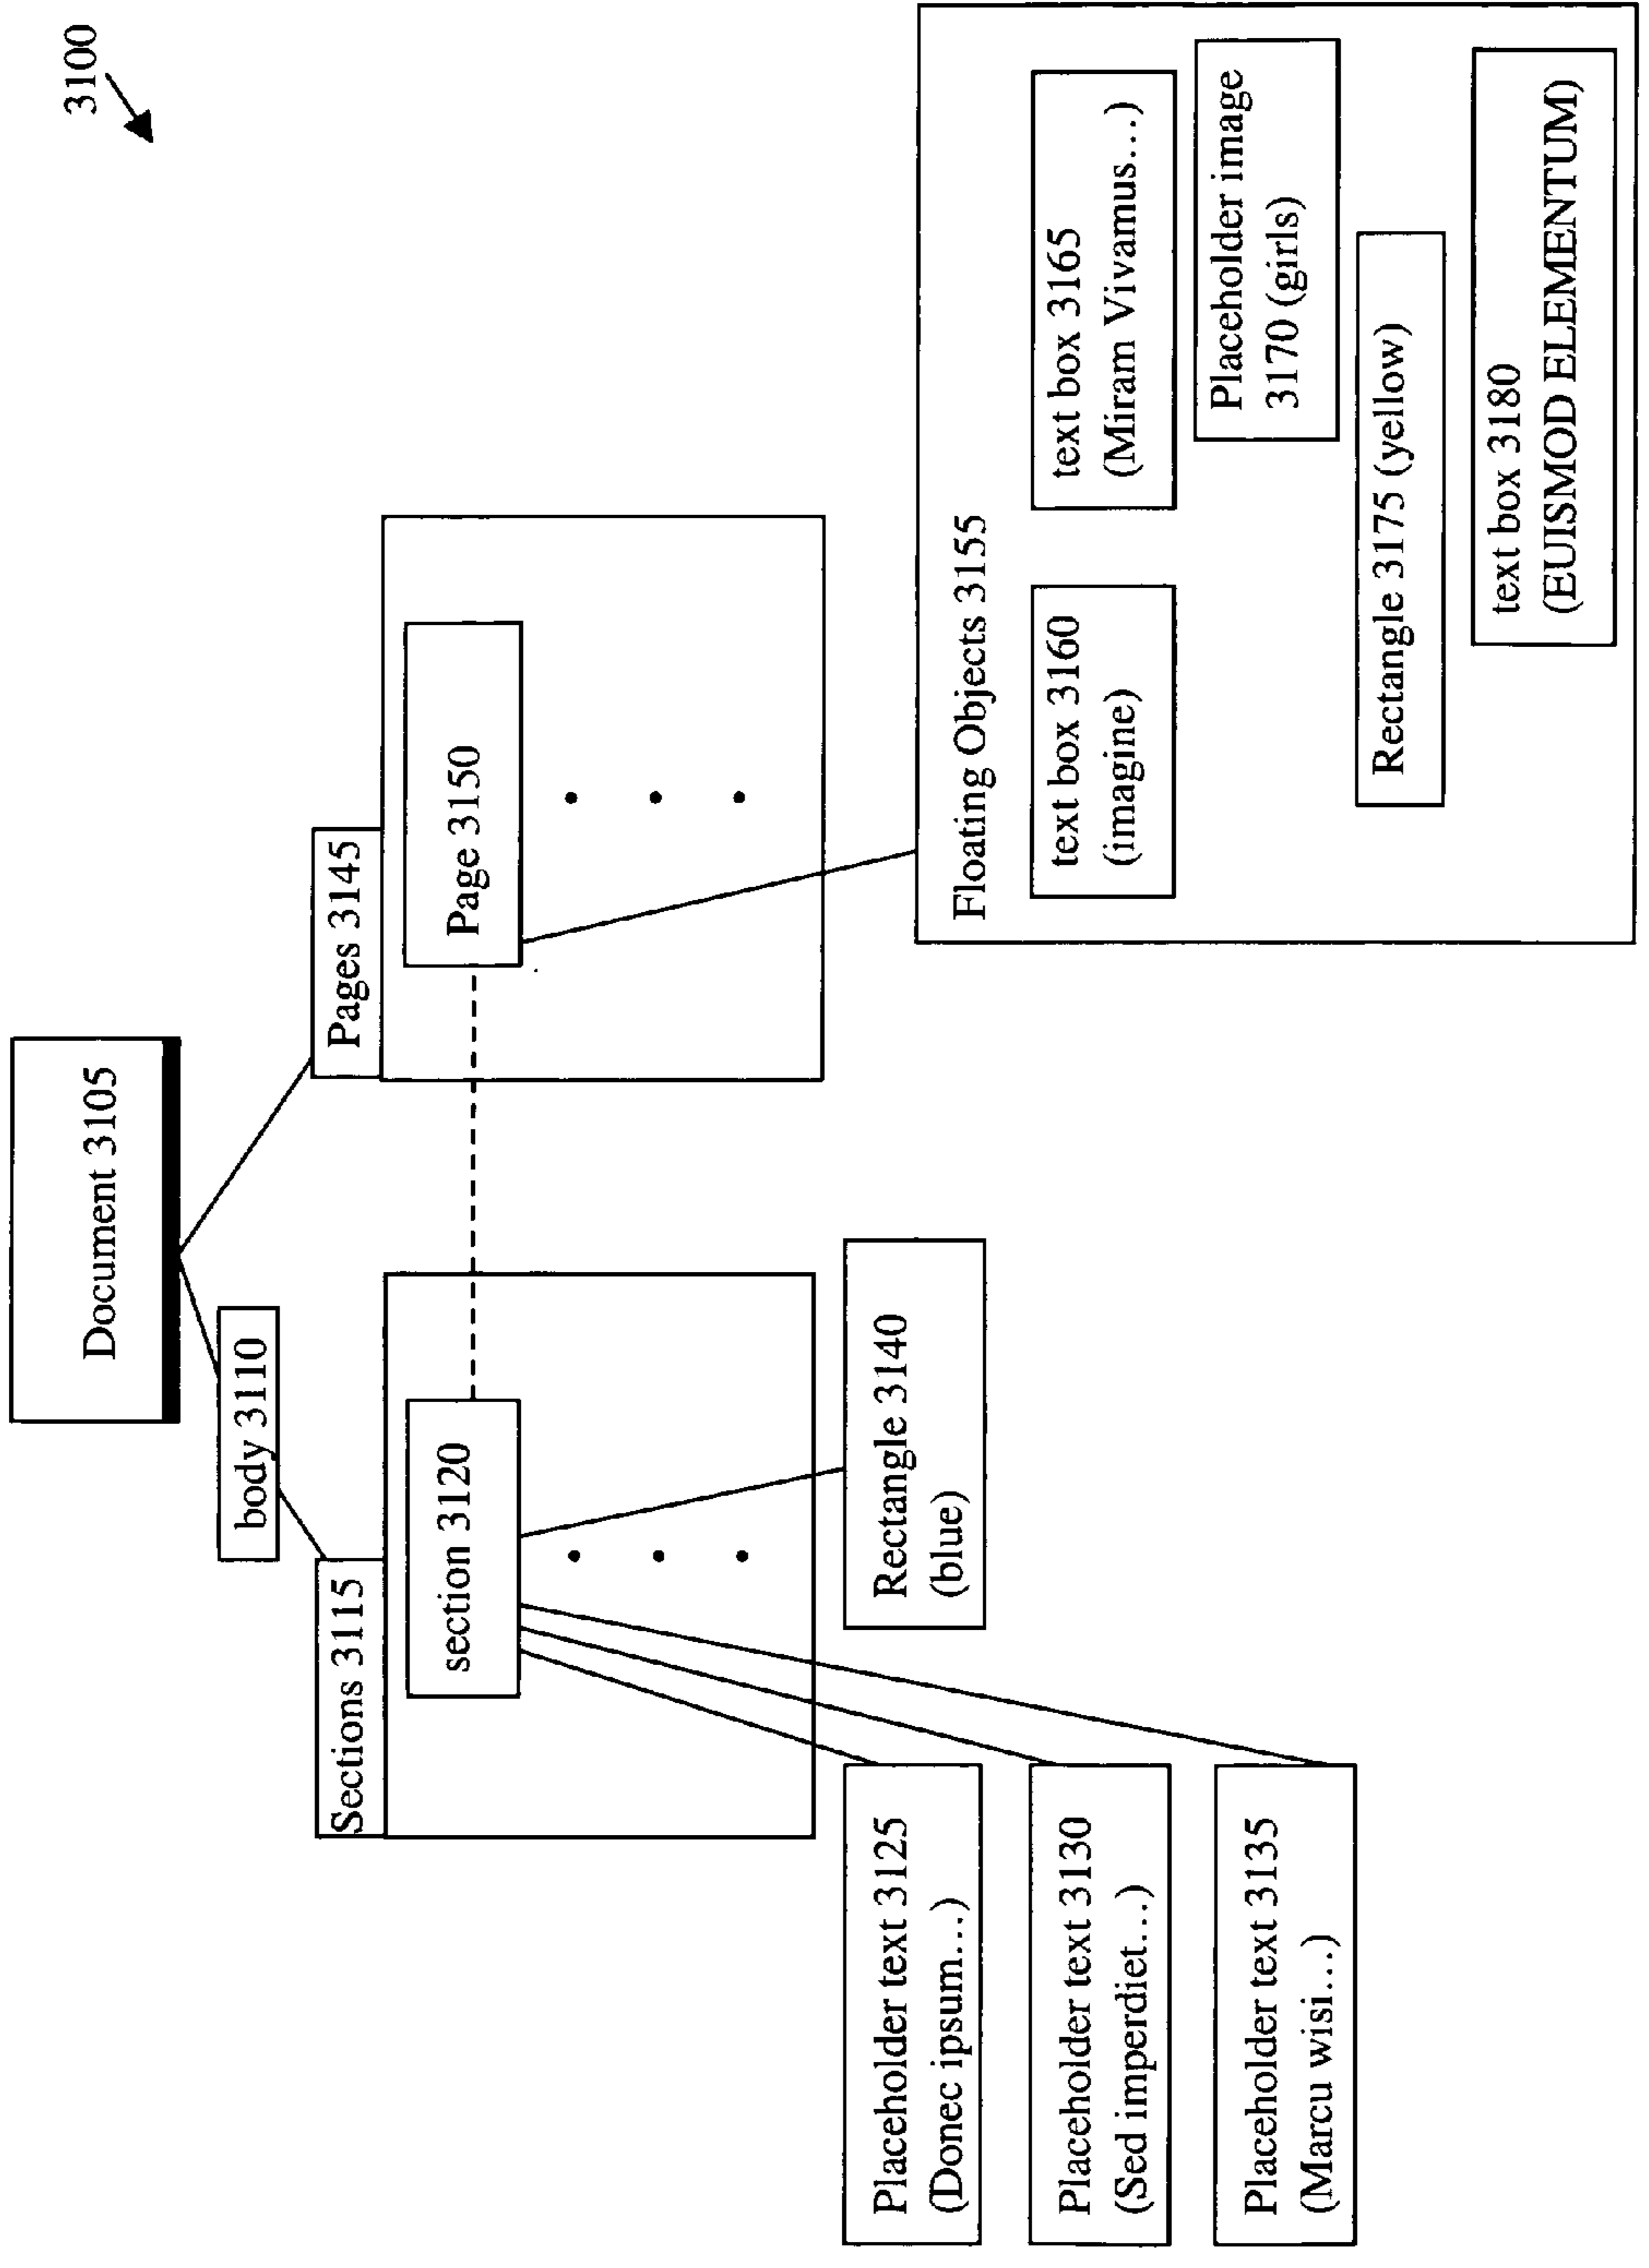 3100
Document 3105
body 3110
Sections 3115
section 3120
Placeholder text 3125
(Donec ipsum…)
Placeholder text 3130
(Sed imperdiet…)
Placeholder text 3135
(Marcu wisi….)
Rectangle 3140
(blue)
Pages 3145
Page 3150
Floating Objects 3155
text box 3160
(imagine)
text box 3165
(Miram Vivamus….)
Placeholder image
3170 (girls)
Rectangle 3175 (yellow)
text box 3180
(EUISMOD ELEMENTUM)